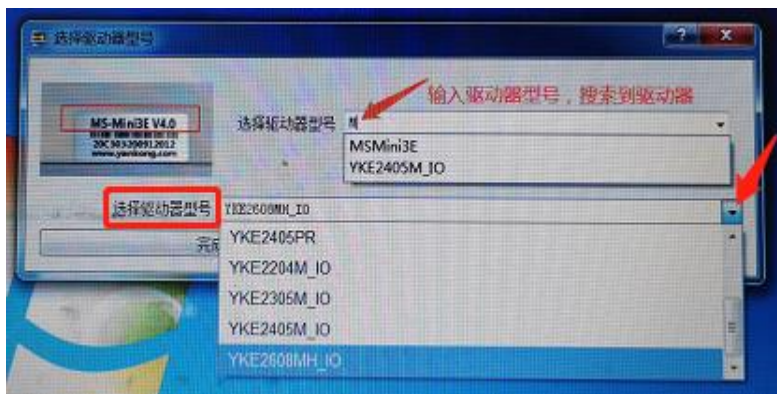 选择驱动器型号
输入驱动器型号，搜索到驱动器
MS-Mini3E V4.0
20C303200912012
www.yankong.com
选择驱动器型号 M
MSMini3E
YKE2405M_IO
选择驱动器型号 YKE2608MH_IO
完
YKE2405PR
YKE2204M_IO
YKE2305M_IO
YKE2405M_IO
YKE2608MH_IO